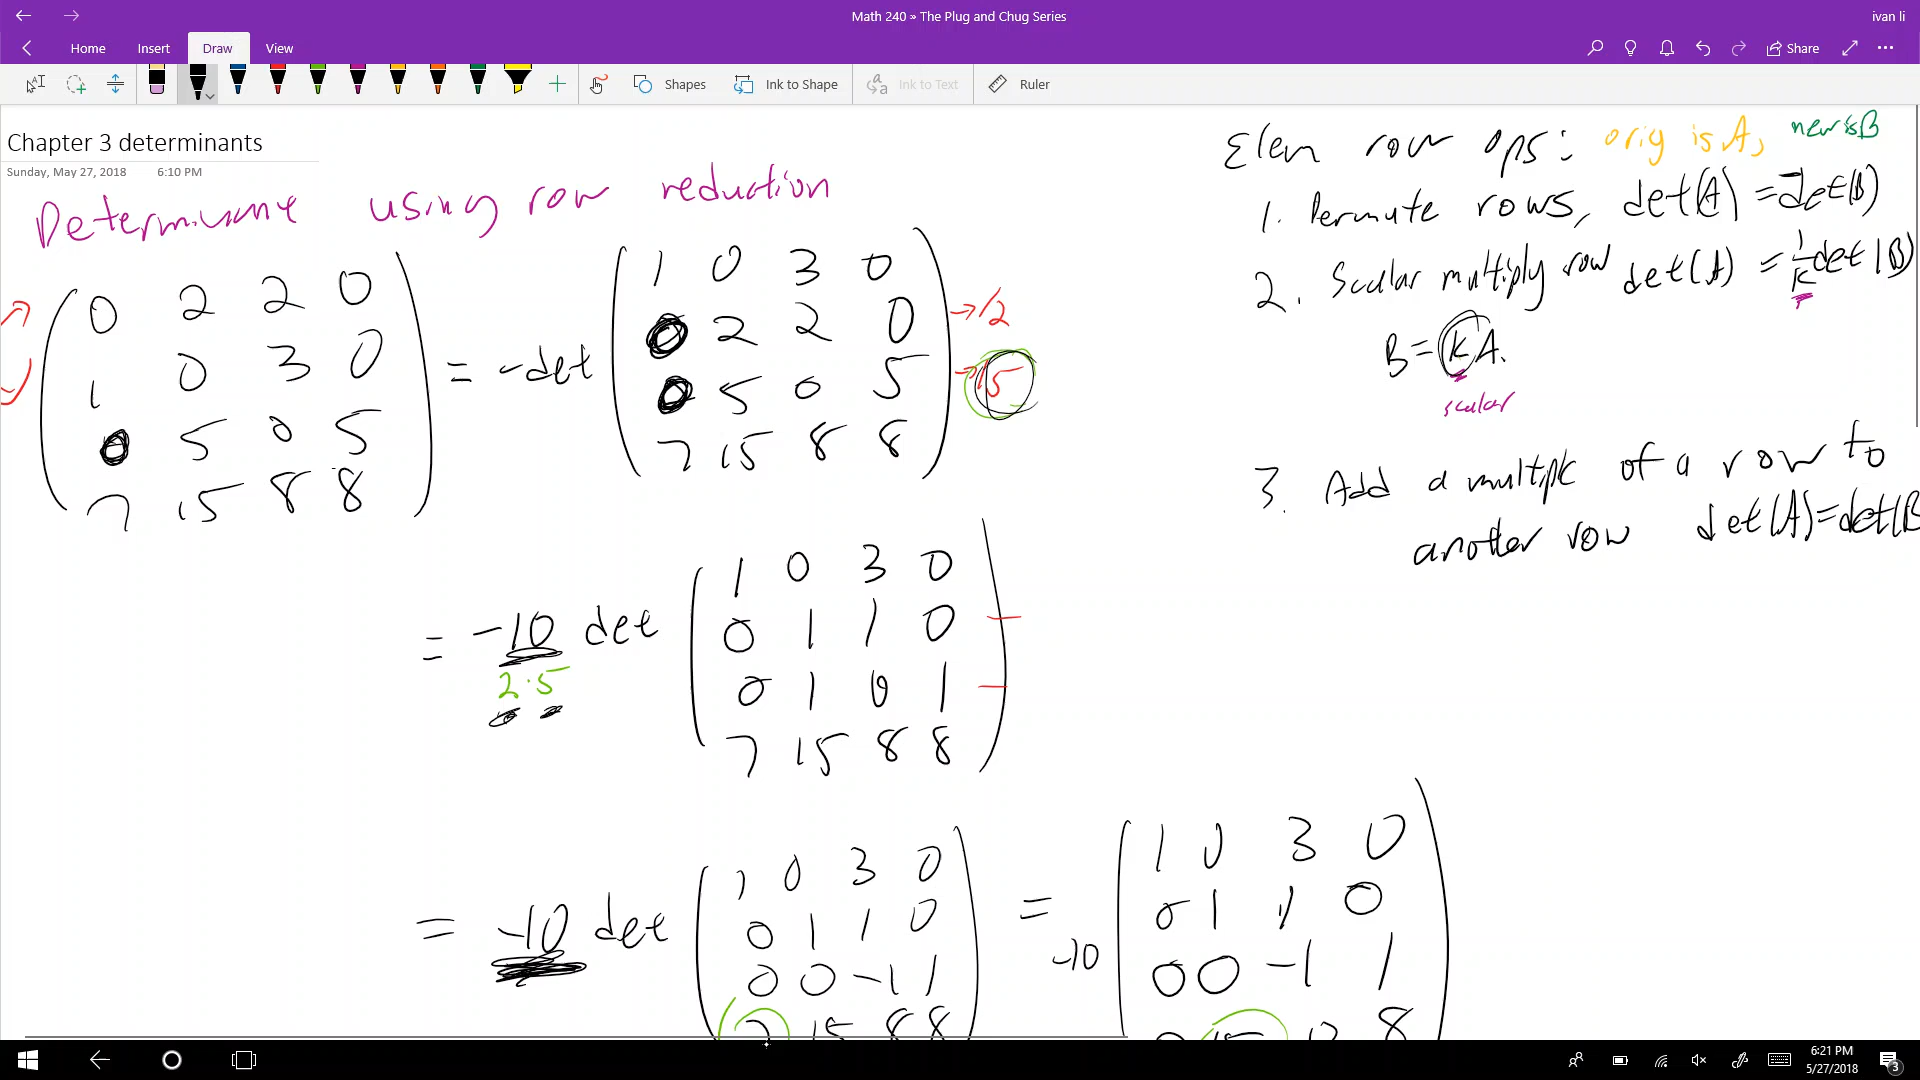 Math 240 » The Plug and Chug Series
ivan li
Home Insert Draw View
Share
Shapes Ink to Shape Ink to Text Ruler
Chapter 3 determinants
Sunday, May 27, 2018 6:10 PM
Determinant using row reduction
0 2 2 0
1 0 3 0
0 5 0 5
7 15 8 8
= -det
1 0 3 0
0 2 2 0 → /2
0 5 0 5 → /5
7 15 8 8
= -10 det
2·5
1 0 3 0
0 1 1 0
0 1 0 1
7 15 8 8
= -10 det
1 0 3 0
0 1 1 0
0 0 -1 1
7 15 8 8
= -10
1 0 3 0
0 1 1 0
0 0 -1 1
8
Elem row ops: orig is A, new is B
1. Permute rows, det(A) = -det(B)
2. Scalar multiply row det(A) = 1/k det(B)
B = kA.
scalar
3. Add a multiple of a row to
another row det(A) = det(B
6:21 PM
5/27/2018
3